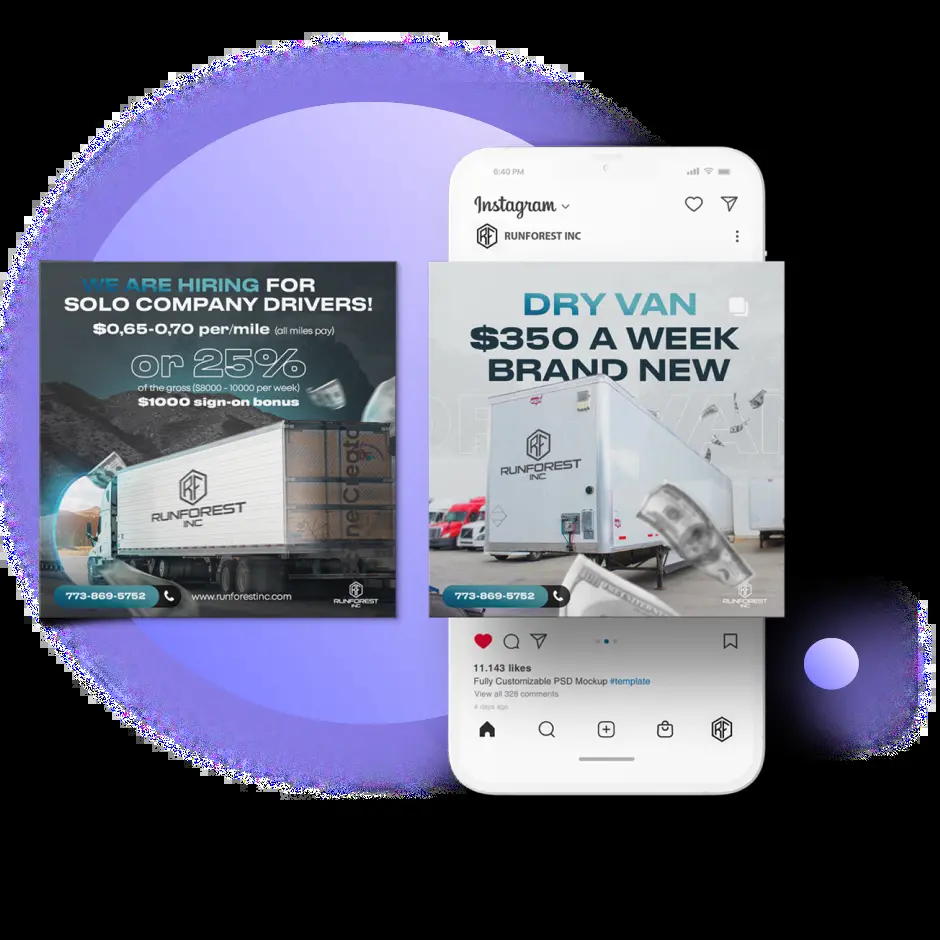 6:40 PM
Instagram
RUNFOREST INC
WE ARE HIRING FOR
SOLO COMPANY DRIVERS!
$0,65-0,70 per/mile (all miles pay)
or 25%
of the gross ($8000 - 10000 per week)
$1000 sign-on bonus
RF
RUNFOREST
INC
773-869-5752
www.runforestinc.com
RF
RUNFOREST
INC
DRY VAN
$350 A WEEK
BRAND NEW
RF
RUNFOREST
INC
773-869-5752
RF
RUNFOREST
INC
11.143 likes
Fully Customizable PSD Mockup #template
View all 328 comments
4 days ago